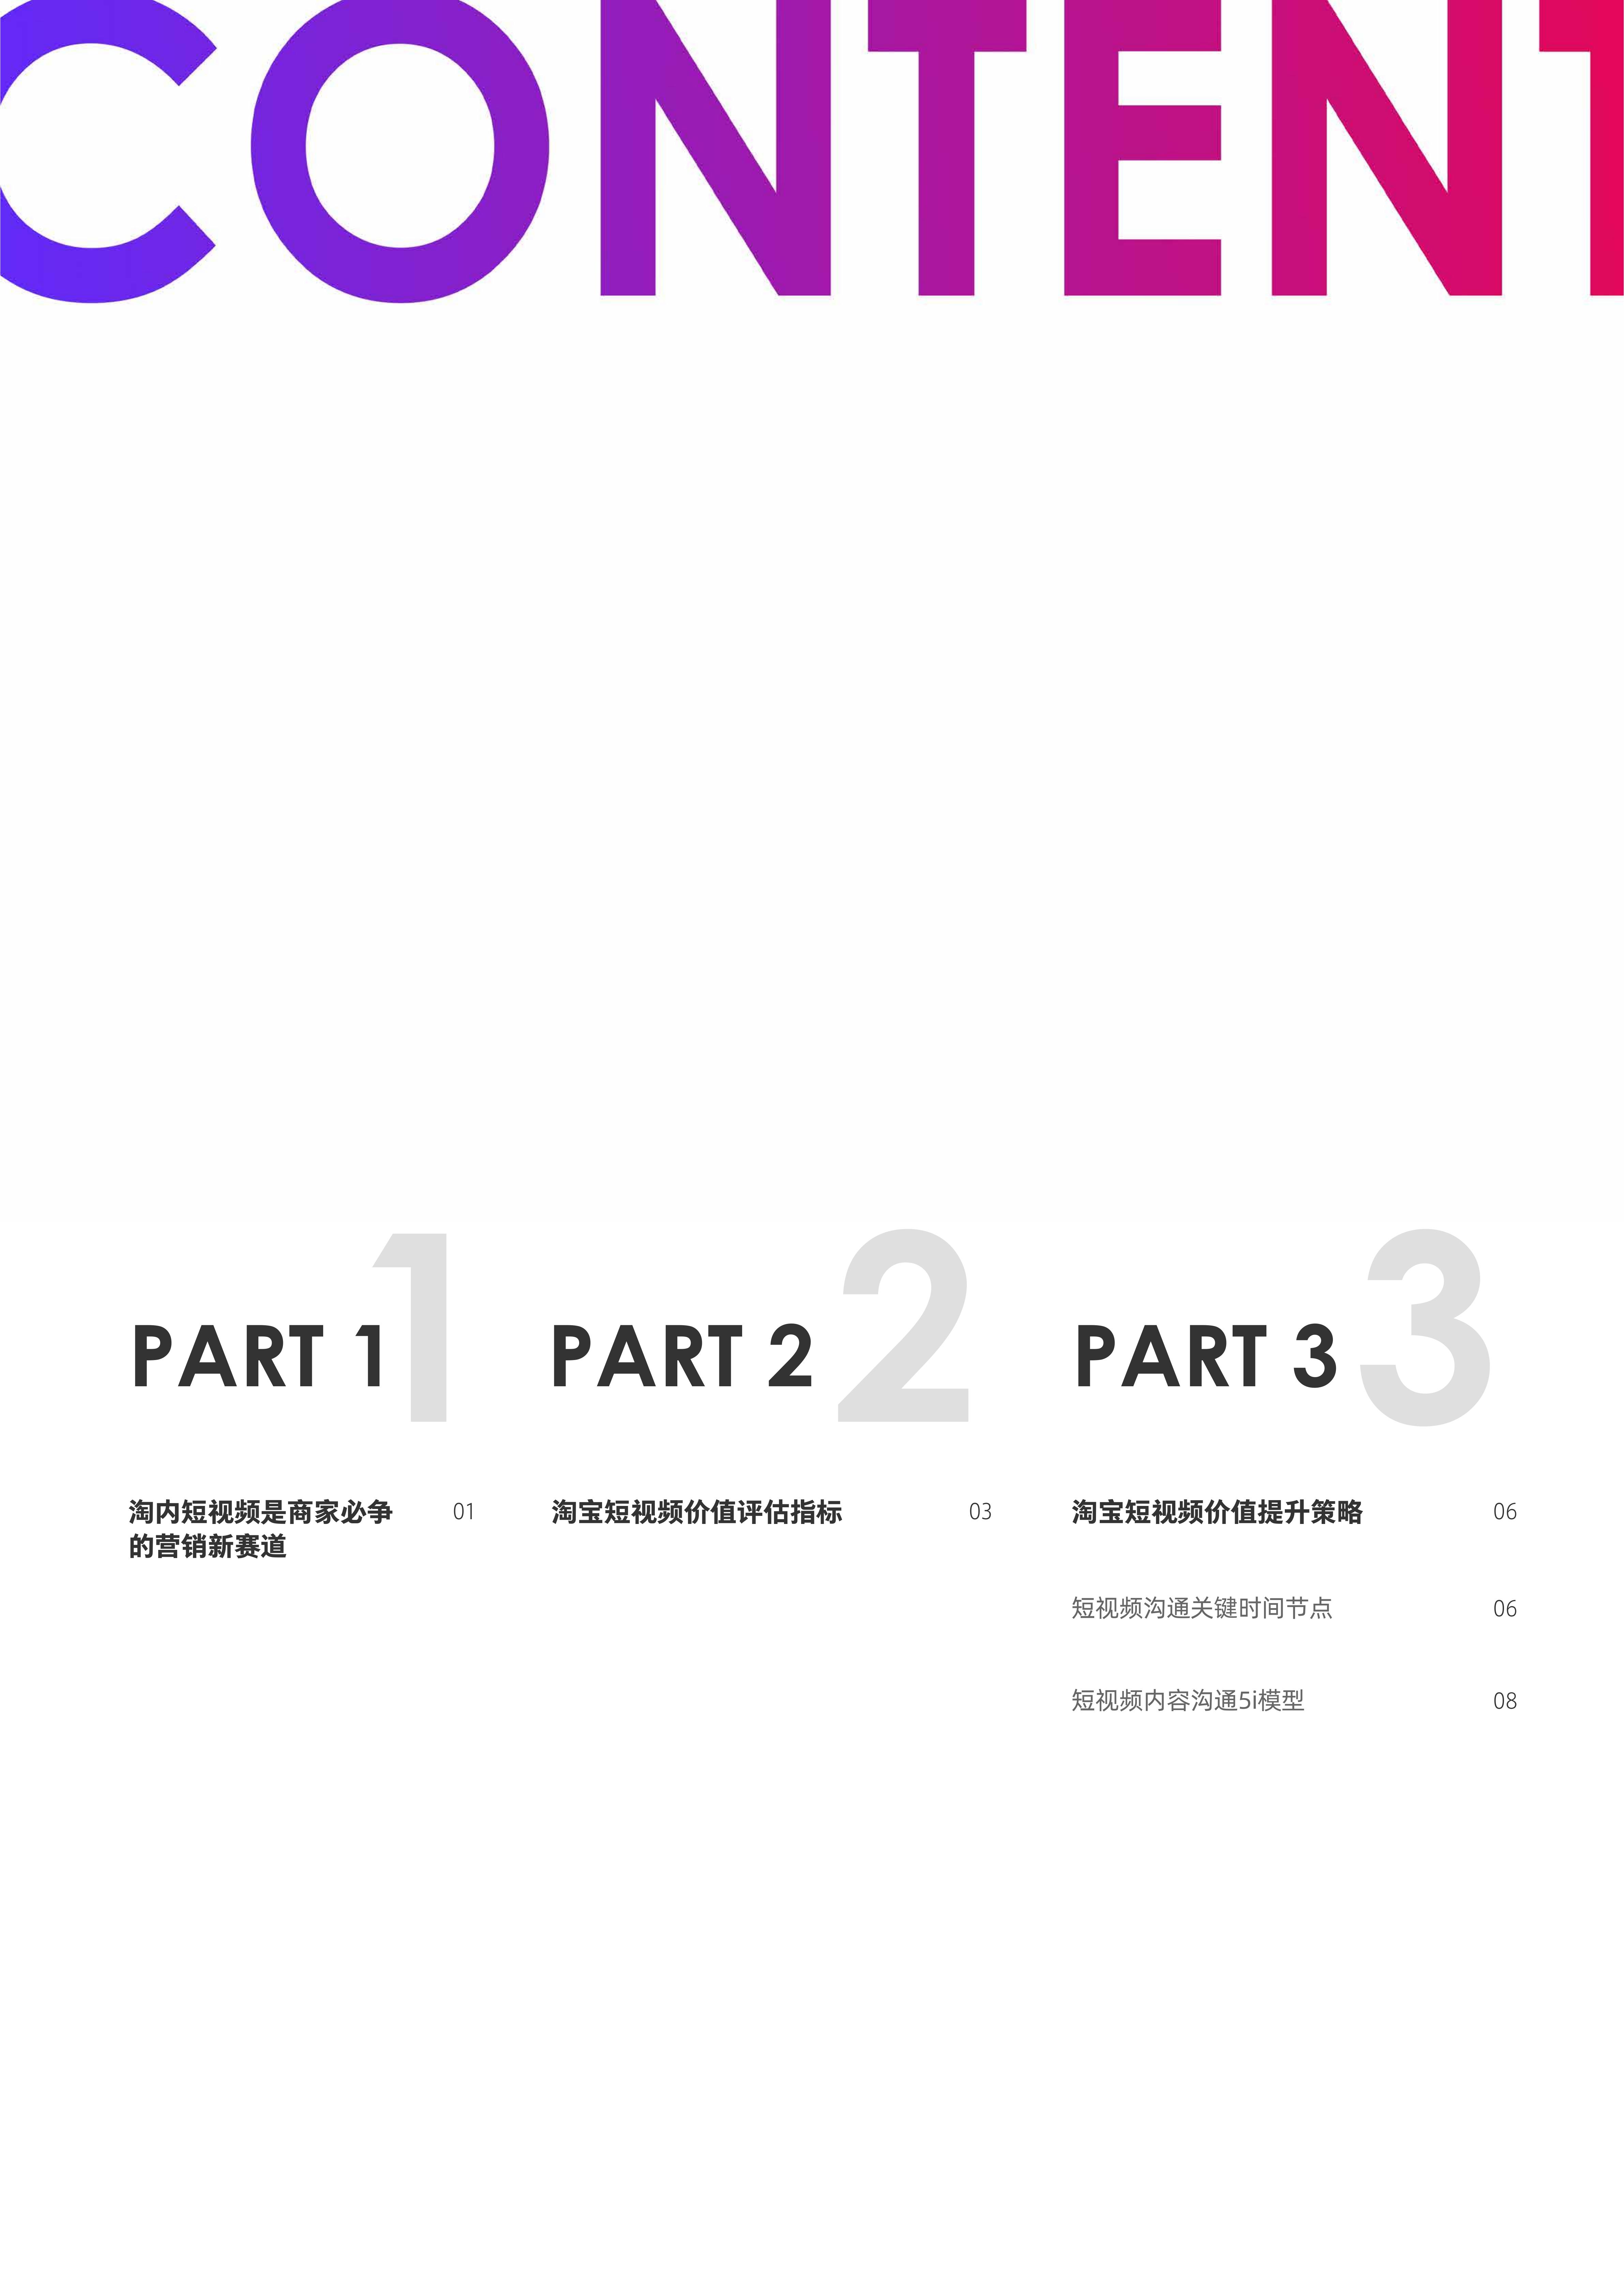 CONTENT
1
PART 1
淘内短视频是商家必争 01
的营销新赛道
2
PART 2
淘宝短视频价值评估指标 03
3
PART 3
淘宝短视频价值提升策略 06
短视频沟通关键时间节点 06
短视频内容沟通5i模型 08